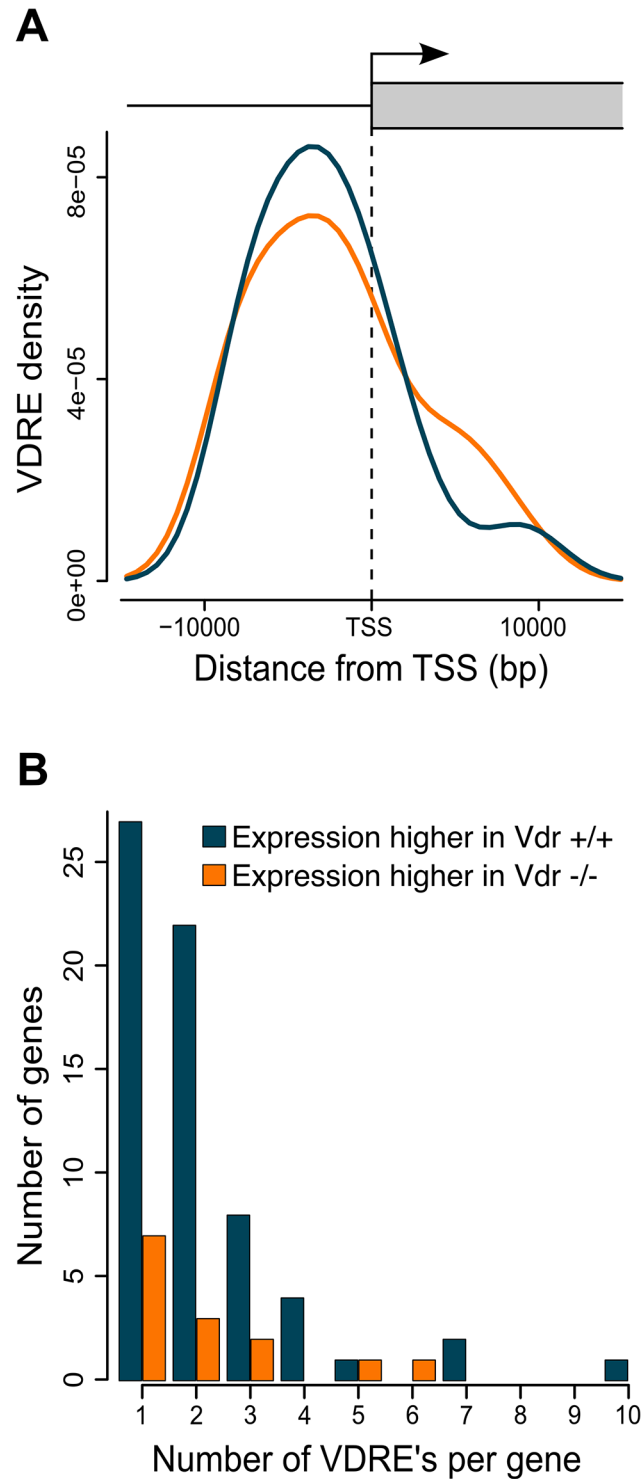 A
8e−05
4e−05
0e+00
VDRE density
−10000
TSS
10000
Distance from TSS (bp)
B
Expression higher in Vdr +/+
Expression higher in Vdr -/-
25
20
15
10
5
0
Number of genes
1 2 3 4 5 6 7 8 9 10
Number of VDRE's per gene